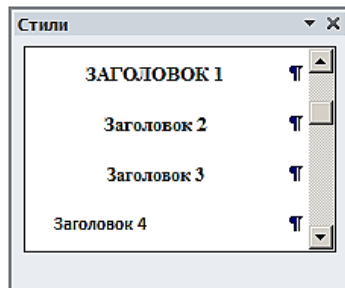 Стили
ЗАГОЛОВОК 1 ¶
Заголовок 2 ¶
Заголовок 3 ¶
Заголовок 4 ¶